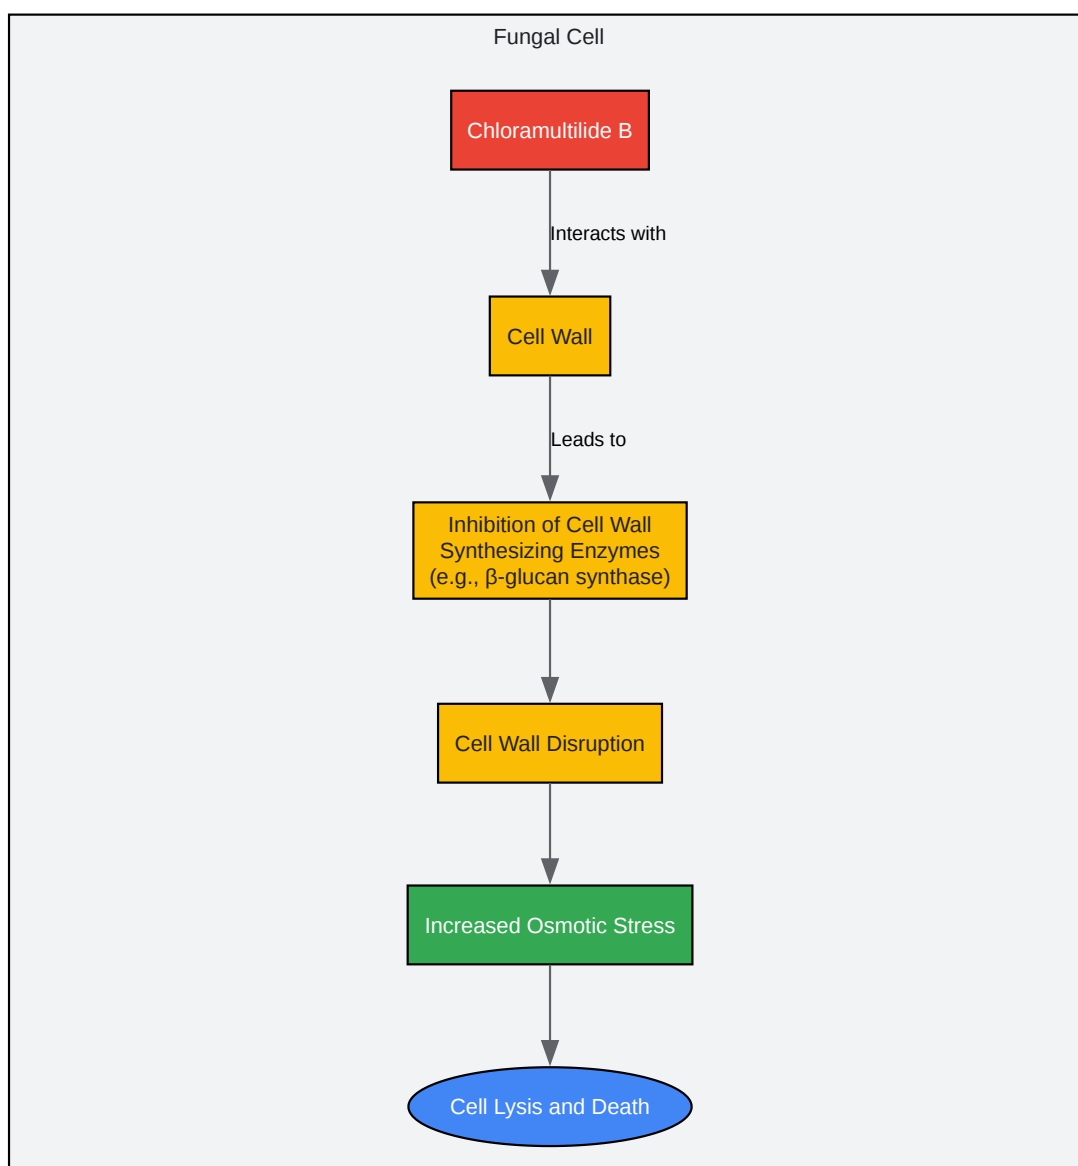 Fungal Cell
Chloramultilide B
Interacts with
Cell Wall
Leads to
Inhibition of Cell Wall
Synthesizing Enzymes
(e.g., β-glucan synthase)
Cell Wall Disruption
Increased Osmotic Stress
Cell Lysis and Death